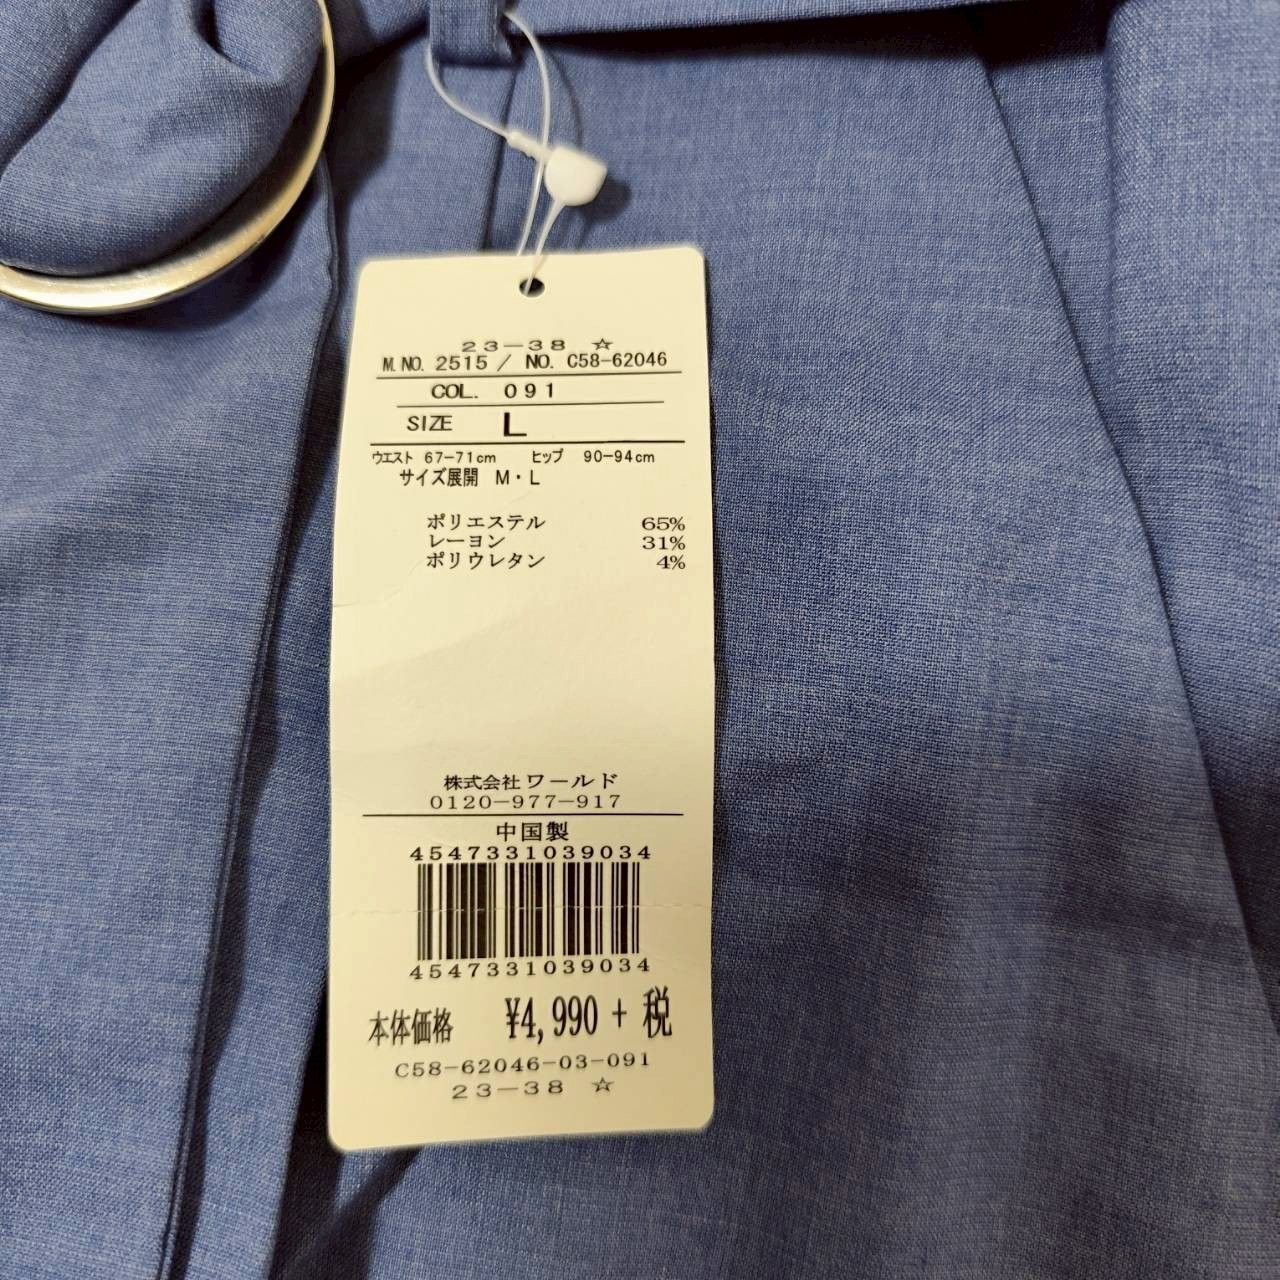 23-38 ☆
M.NO. 2515 / NO. C58-62046
COL. 091
SIZE L
ウエスト 67-71cm ヒップ 90-94cm
サイズ展開 M・L
ポリエステル 65%
レーヨン 31%
ポリウレタン 4%
株式会社ワールド
0120-977-917
中国製
4547331039034
4547331039034
本体価格 ¥4,990 + 税
C58-62046-03-091
23-38 ☆